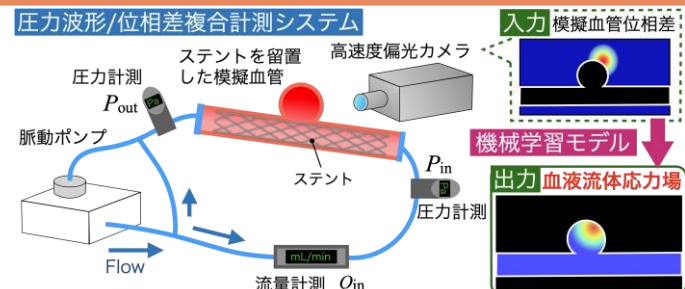 圧力波形/位相差複合計測システム
ステントを留置
した模擬血管
高速度偏光カメラ
圧力計測
Pout
Pa
脈動ポンプ
ステント
Pin
Pa
圧力計測
Flow
mL/min
流量計測 Qin
入力 模擬血管位相差
機械学習モデル
出力 血液流体応力場